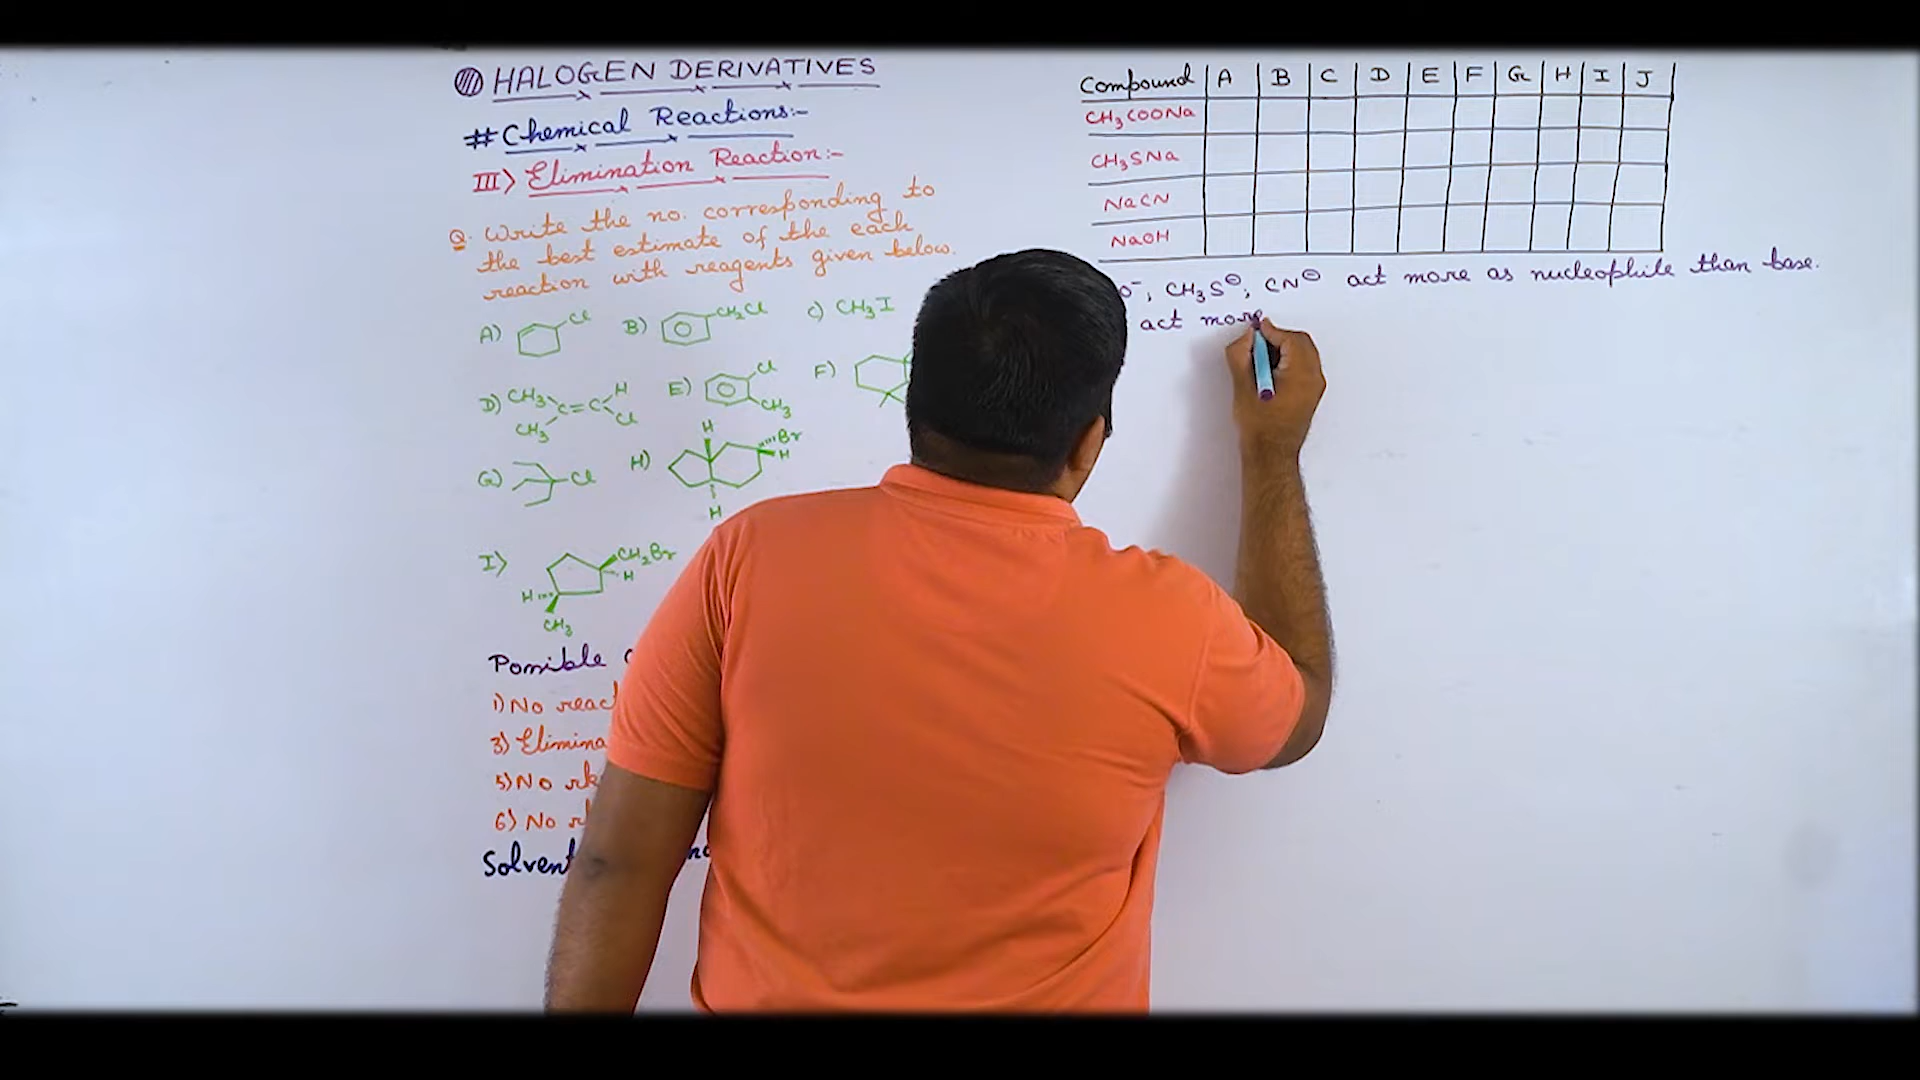 HALOGEN DERIVATIVES
# Chemical Reactions:-
III) Elimination Reaction:-
Q. Write the no. corresponding to
the best estimate of the each
reaction with reagents given below.
A) Cl B) CH₂Cl C) CH₃I
D) CH₃ CH₃ C=C H Cl E) Cl CH₃ F)
G) Cl H) H Br H H
I) CH₂Br H H CH₃
Possible
1) No
3)
5) No
6) No
Solvent
Compound A B C D E F G H I J
CH₃COONa
CH₃SNa
NaCN
NaOH
O⁻, CH₃S⊖, CN⊖ act more as nucleophile than base.
act more